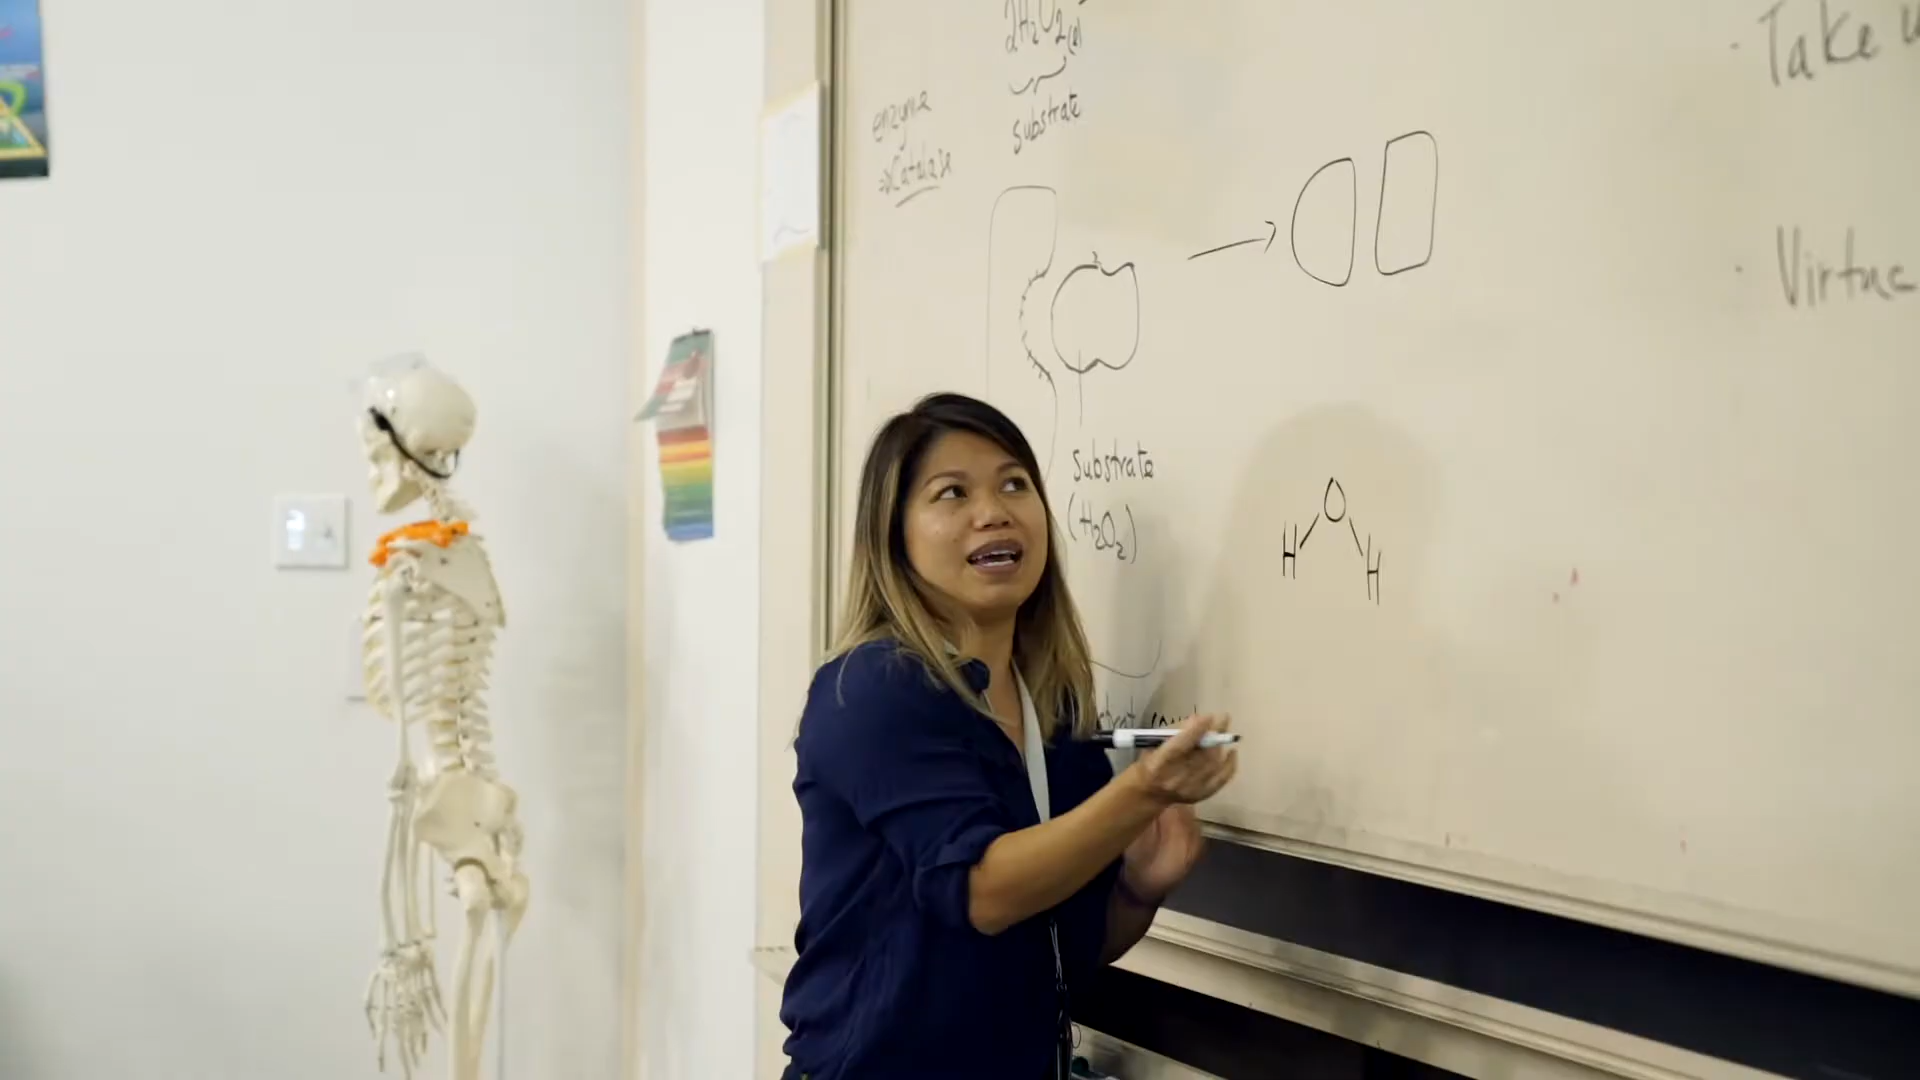 2H₂O₂(l)
substrate
enzyme
⇒Catalase
Substrate
(H₂O₂)
O
H H
· Take
· Virtue